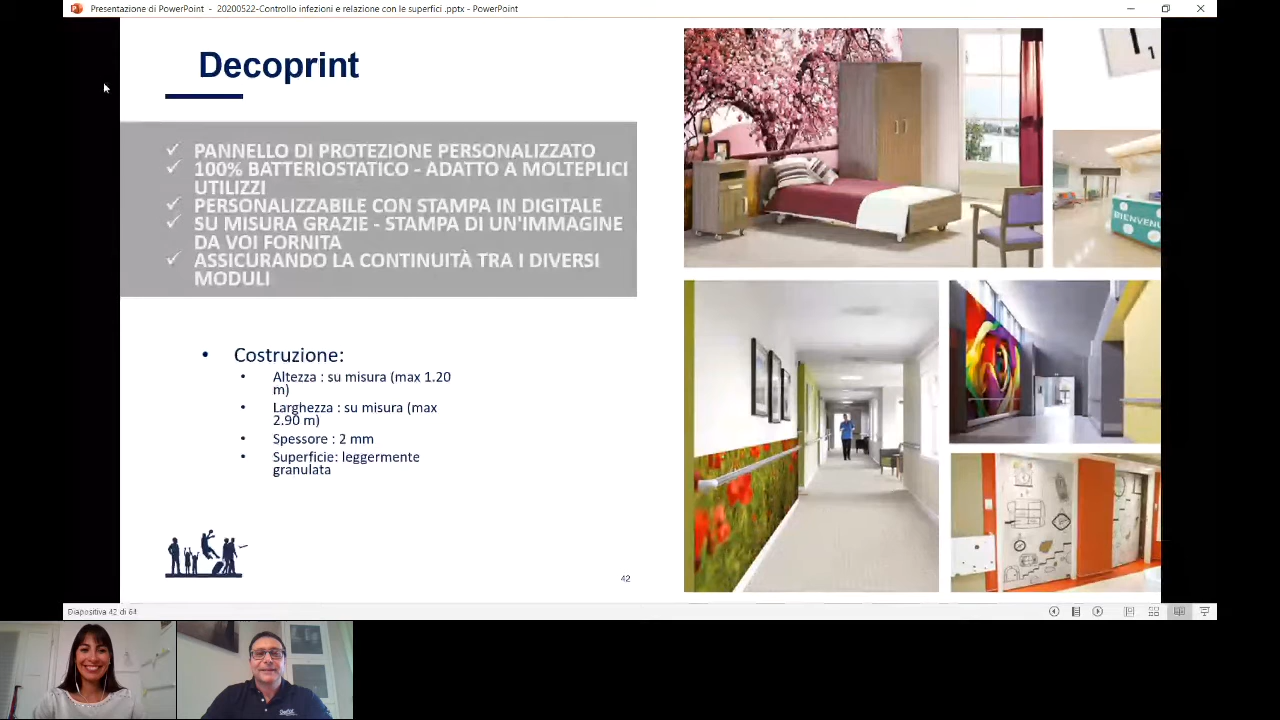 Presentazione di PowerPoint - 20200522-Controllo infezioni e relazione con le superfici .pptx - PowerPoint
Decoprint
PANNELLO DI PROTEZIONE PERSONALIZZATO
100% BATTERIOSTATICO - ADATTO A MOLTEPLICI
UTILIZZI
PERSONALIZZABILE CON STAMPA IN DIGITALE
SU MISURA GRAZIE - STAMPA DI UN'IMMAGINE
DA VOI FORNITA
ASSICURANDO LA CONTINUITÀ TRA I DIVERSI
MODULI
• Costruzione:
• Altezza : su misura (max 1.20
m)
• Larghezza : su misura (max
2.90 m)
• Spessore : 2 mm
• Superficie: leggermente
granulata
BIENVENU
42
Diapositiva 42 di 64